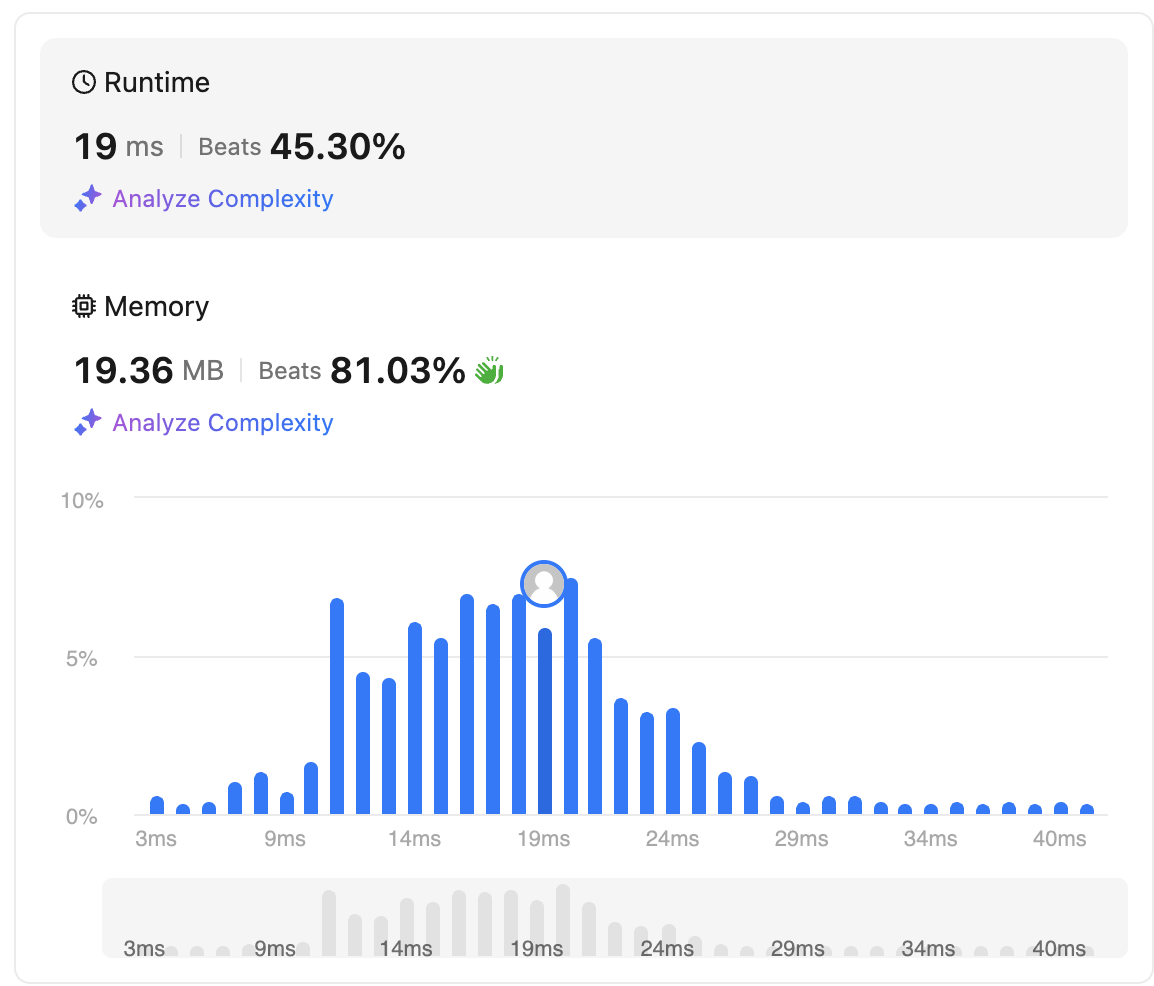 Runtime
19 ms Beats 45.30%
Analyze Complexity
Memory
19.36 MB Beats 81.03%
Analyze Complexity
10%
5%
0%
3ms 9ms 14ms 19ms 24ms 29ms 34ms 40ms
3ms 9ms 14ms 19ms 24ms 29ms 34ms 40ms